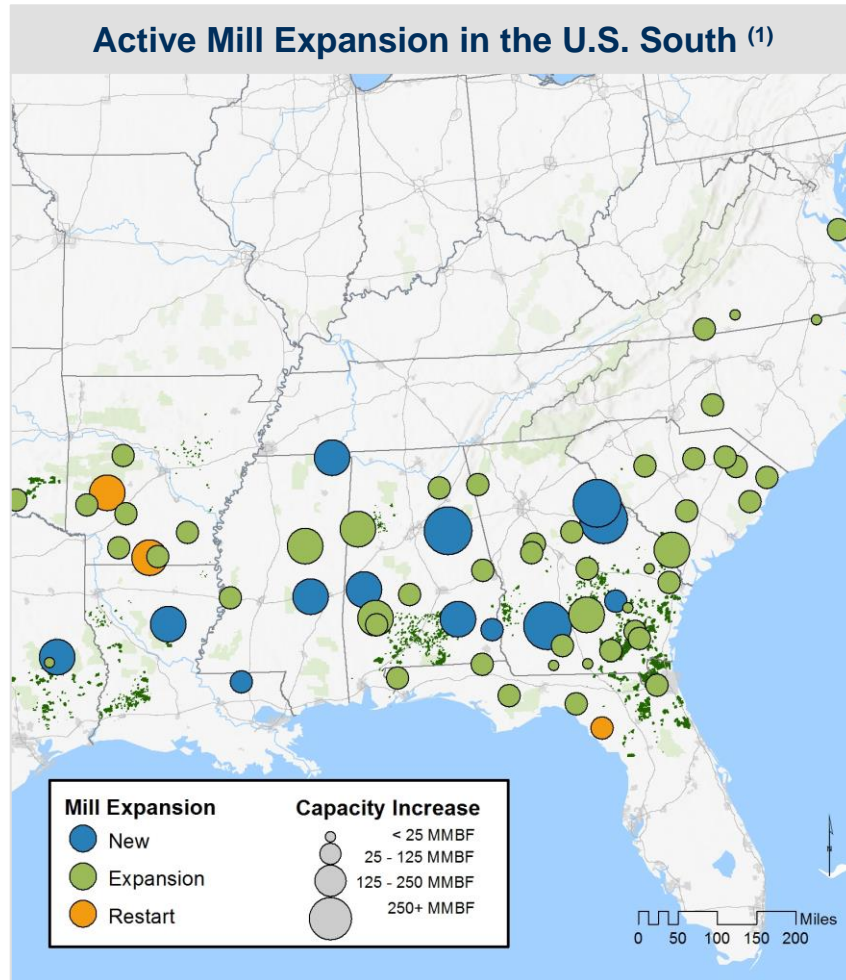 Active Mill Expansion in the U.S. South (1)
Mill Expansion
New
Expansion
Restart
Capacity Increase
< 25 MMBF
25 - 125 MMBF
125 - 250 MMBF
250+ MMBF
N
Miles
0 50 100 150 200